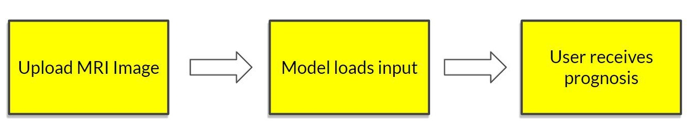 Upload MRI Image
Model loads input
User receives
prognosis